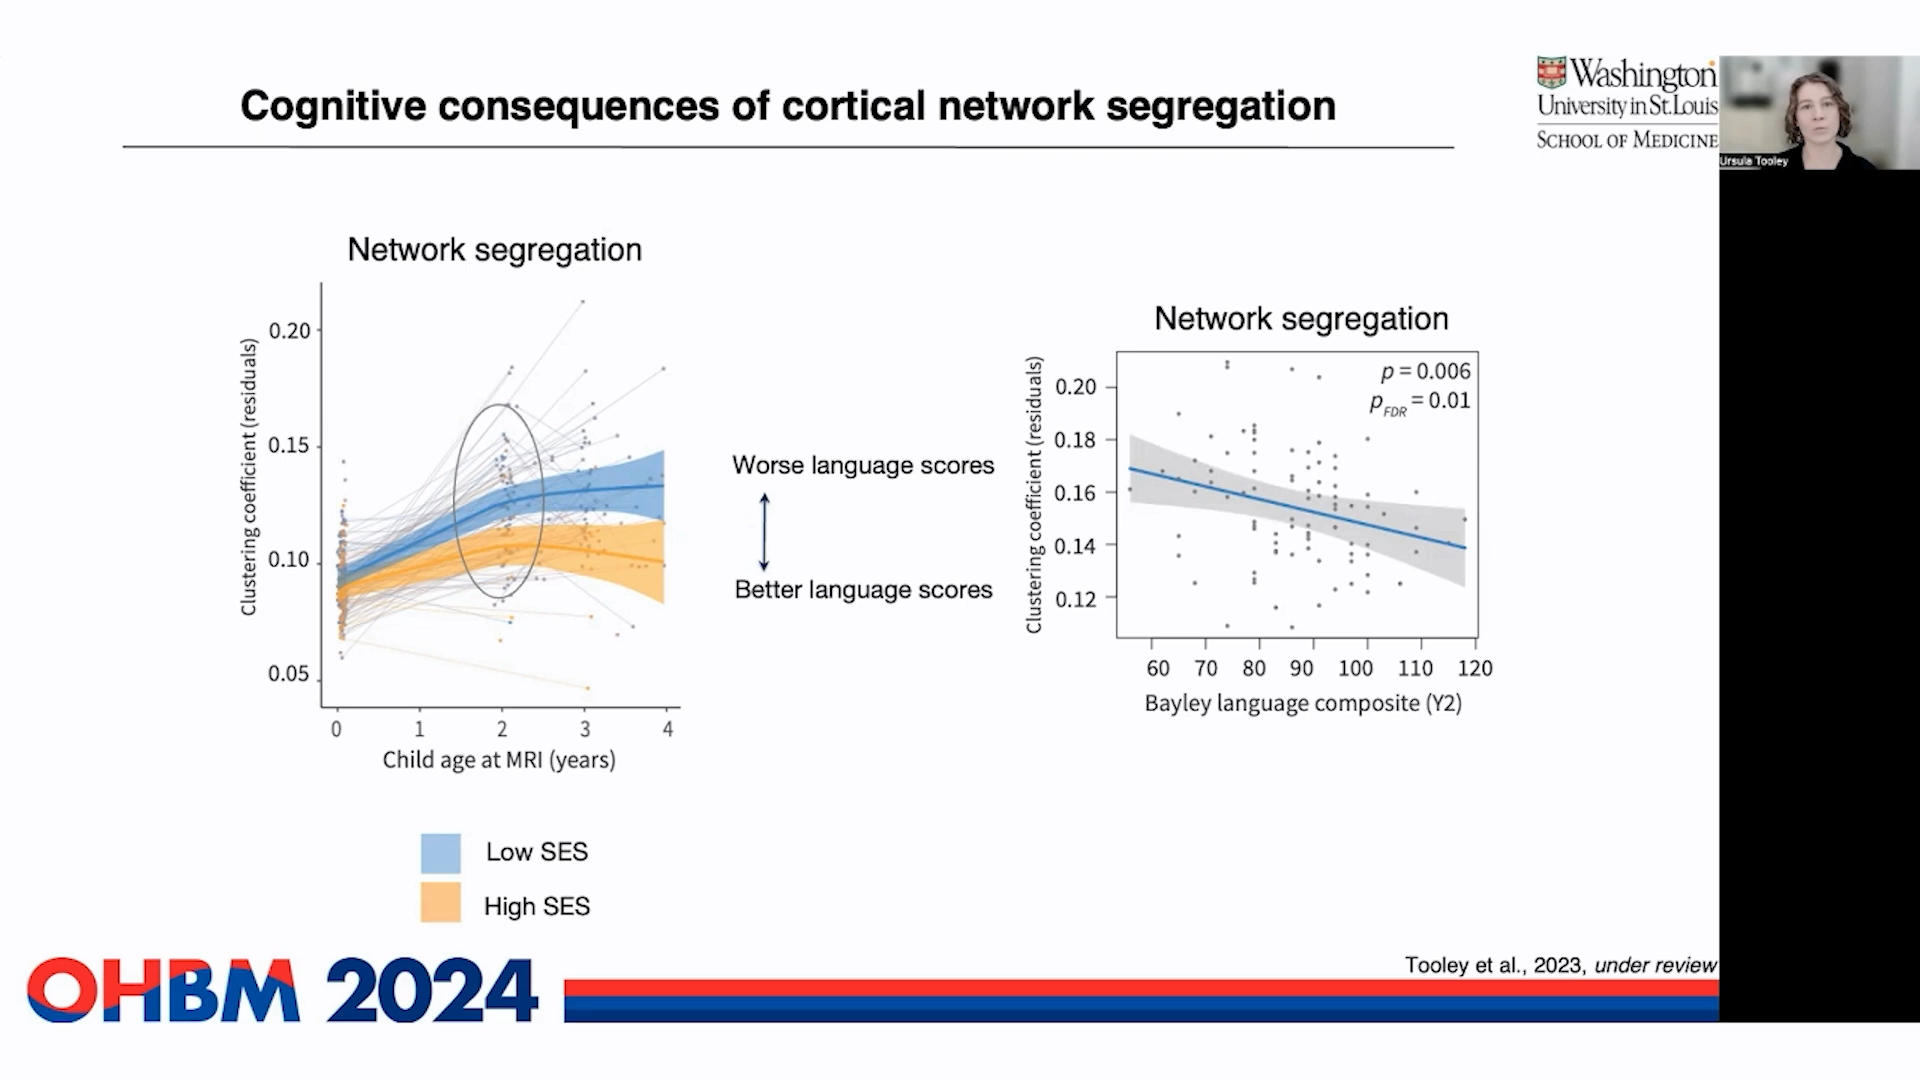 Cognitive consequences of cortical network segregation
Washington
University in St. Louis
SCHOOL OF MEDICINE
Ursula Tooley
Network segregation
Clustering coefficient (residuals)
0.20
0.15
0.10
0.05
0 1 2 3 4
Child age at MRI (years)
Low SES
High SES
Worse language scores
Better language scores
Network segregation
Clustering coefficient (residuals)
0.20
0.18
0.16
0.14
0.12
p = 0.006
pFDR = 0.01
60 70 80 90 100 110 120
Bayley language composite (Y2)
Tooley et al., 2023, under review
OHBM 2024